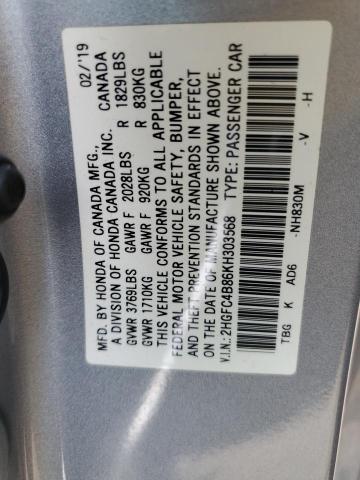 MFD. BY HONDA OF CANADA MFG., 02/'19
A DIVISION OF HONDA CANADA INC. CANADA
GVWR 3769LBS GAWR F 2028LBS R 1829LBS
GVWR 1710KG GAWR F 920KG R 830KG
THIS VEHICLE CONFORMS TO ALL APPLICABLE
FEDERAL MOTOR VEHICLE SAFETY, BUMPER,
AND THEFT PREVENTION STANDARDS IN EFFECT
ON THE DATE OF MANUFACTURE SHOWN ABOVE.
V.I.N.: 2HGFC4B86KH303568 TYPE: PASSENGER CAR
TBG K AD6 -NH830M -V -H